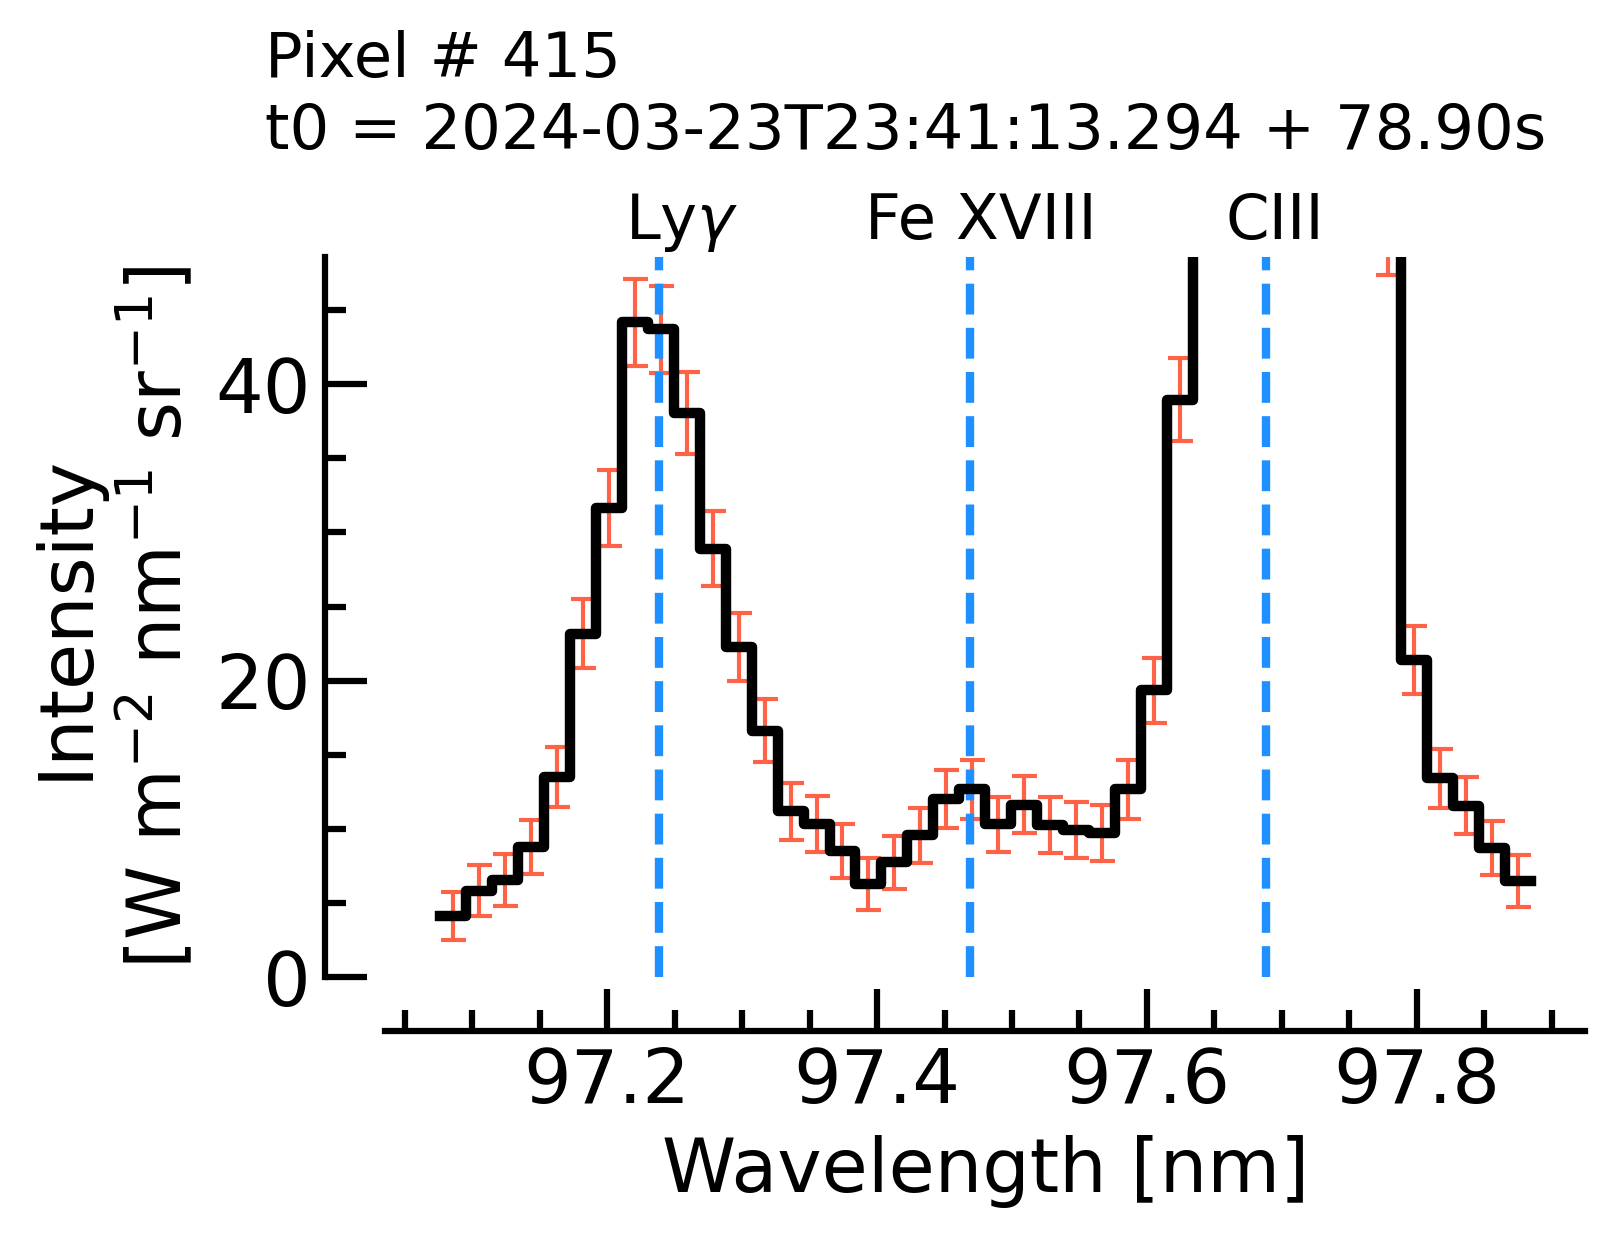 Pixel # 415
t0 = 2024-03-23T23:41:13.294 + 78.90s
Lyγ Fe XVIII CIII
Intensity
[W m⁻² nm⁻¹ sr⁻¹]
40
20
0
97.2 97.4 97.6 97.8
Wavelength [nm]